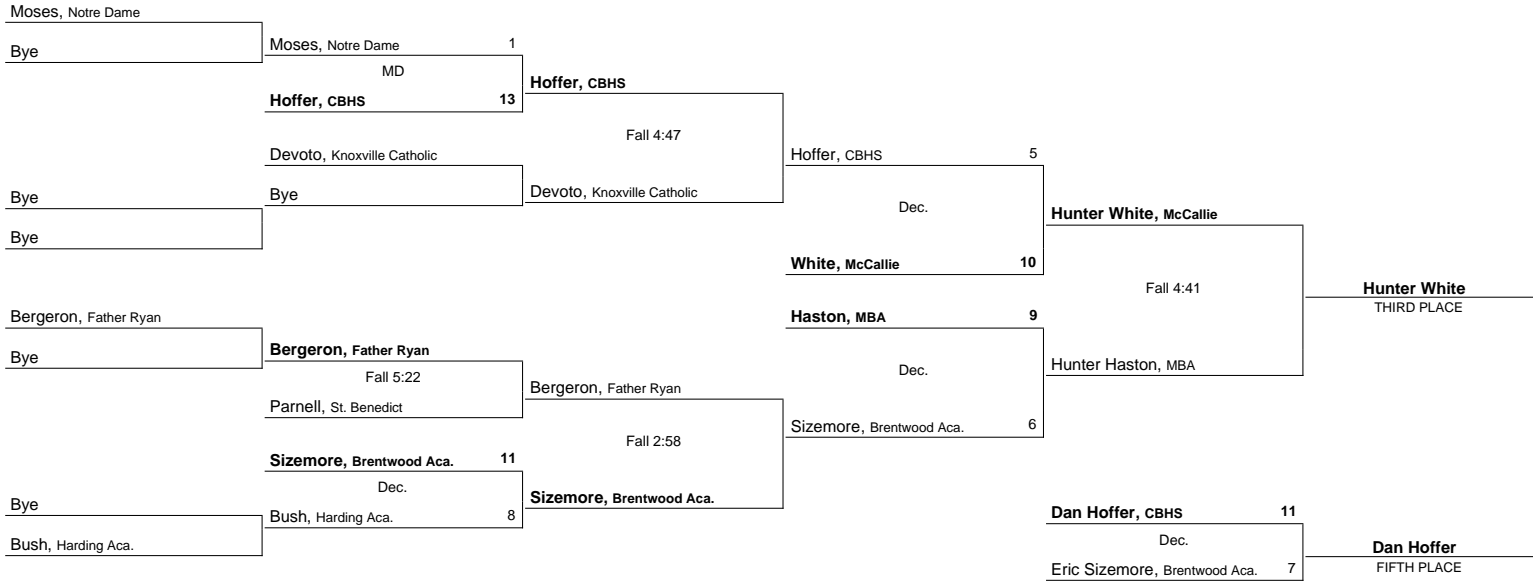 Moses, Notre Dame
Bye
Bye
Bye
Bergeron, Father Ryan
Bye
Bye
Bush, Harding Aca.
Moses, Notre Dame 1
MD
Hoffer, CBHS 13
Devoto, Knoxville Catholic
Bye
Bergeron, Father Ryan
Fall 5:22
Parnell, St. Benedict
Sizemore, Brentwood Aca. 11
Dec.
Bush, Harding Aca. 8
Hoffer, CBHS
Fall 4:47
Devoto, Knoxville Catholic
Bergeron, Father Ryan
Fall 2:58
Sizemore, Brentwood Aca.
Hoffer, CBHS 5
Dec.
White, McCallie 10
Haston, MBA 9
Dec.
Sizemore, Brentwood Aca. 6
Hunter White, McCallie
Fall 4:41
Hunter Haston, MBA
Hunter White
THIRD PLACE
Dan Hoffer, CBHS 11
Dec.
Eric Sizemore, Brentwood Aca. 7
Dan Hoffer
FIFTH PLACE